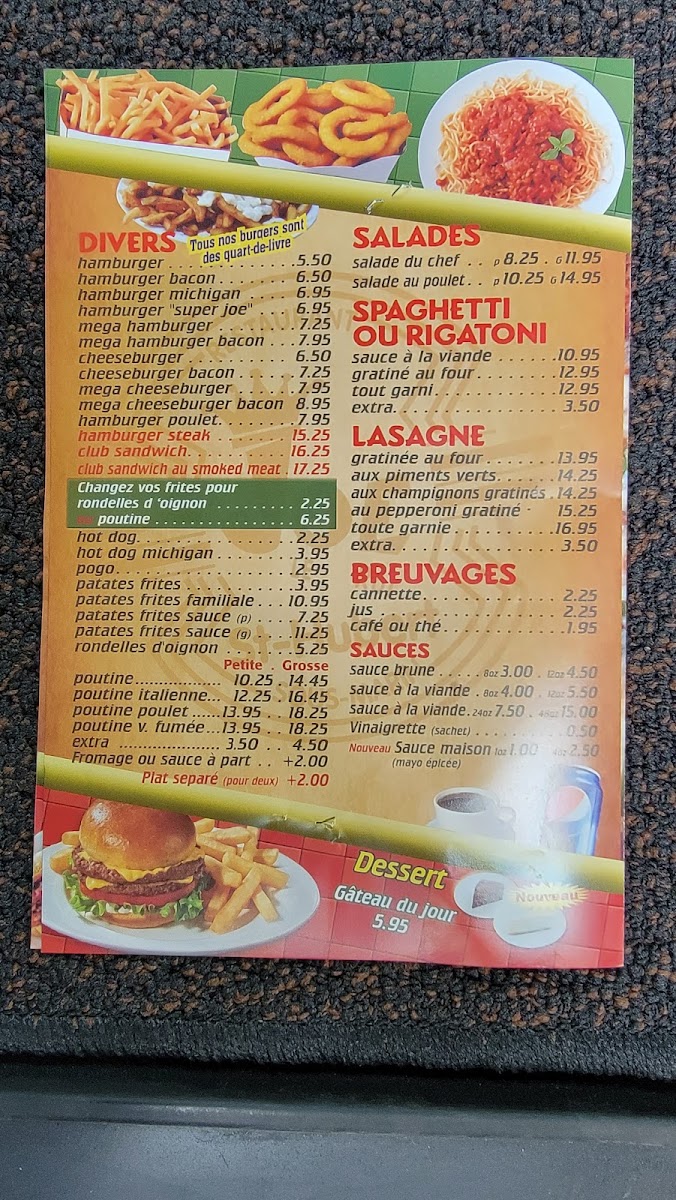 DIVERS
Tous nos burgers sont
des quart-de-livre
hamburger . . . . . . . . . . . . . 5.50
hamburger bacon . . . . . . . 6.50
hamburger michigan . . . . 6.95
hamburger "super joe" 6.95
mega hamburger . . . . . . . 7.25
mega hamburger bacon . . . 7.95
cheeseburger . . . . . . . . . . 6.50
cheeseburger bacon . . . . . 7.25
mega cheeseburger . . . . . . 7.95
mega cheeseburger bacon 8.95
hamburger poulet. . . . . . . . 7.95
hamburger steak 15.25
club sandwich. . . . . . . . . 16.25
club sandwich au smoked meat . 17.25
Changez vos frites pour
rondelles d 'oignon . . . . . . . . . 2.25
ou poutine . . . . . . . . . . . . . . . . 6.25
hot dog. . . . . . . . . . . . . . . 2.25
hot dog michigan . . . . . . . 3.95
pogo. . . . . . . . . . . . . . . . . 2.95
patates frites . . . . . . . . . . 3.95
patates frites familiale . . . 10.95
patates frites sauce (p) . . . . 7.25
patates frites sauce (g) . . . . 11.25
rondelles d'oignon . . . . . . 5.25
Petite Grosse
poutine................. 10.25 . 14.45
poutine italienne... 12.25 . 16.45
poutine poulet ......13.95 . . 18.25
poutine v. fumée...13.95 . . 18.25
extra .................... 3.50 . . 4.50
Fromage ou sauce à part . . +2.00
Plat separé (pour deux) +2.00
SALADES
salade du chef . . P 8.25 . G 11.95
salade au poulet . . P 10.25 G 14.95
SPAGHETTI
OU RIGATONI
sauce à la viande . . . . . . . 10.95
gratiné au four. . . . . . . . . 12.95
tout garni. . . . . . . . . . . . . 12.95
extra. . . . . . . . . . . . . . . . . 3.50
LASAGNE
gratinée au four . . . . . . . . 13.95
aux piments verts. . . . . . . 14.25
aux champignons gratinés . 14.25
au pepperoni gratiné 15.25
toute garnie . . . . . . . . . . . 16.95
extra. . . . . . . . . . . . . . . . . 3.50
BREUVAGES
cannette. . . . . . . . . . . . . . . 2.25
jus . . . . . . . . . . . . . . . . . . . 2.25
café ou thé. . . . . . . . . . . . . 1.95
SAUCES
sauce brune . . . . . 8oz 3.00 . 12oz 4.50
sauce à la viande . 8oz 4.00 . 12oz 5.50
sauce à la viande. 24oz 7.50 . 48oz 15.00
Vinaigrette (sachet) . . . . . . . . . . 0.50
Nouveau Sauce maison 1oz 1.00 4oz 2.50
(mayo épicée)
Dessert
Gâteau du jour
5.95
Nouveau